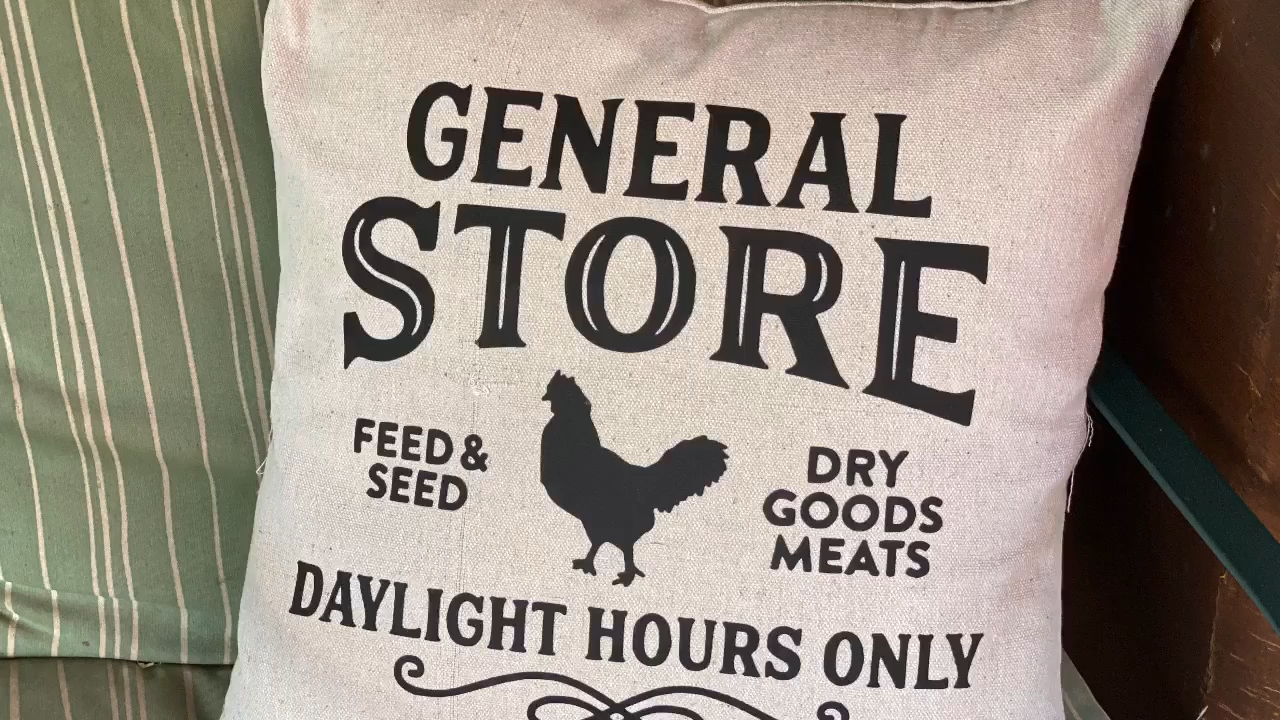 GENERAL
STORE
FEED &
SEED
DRY
GOODS
MEATS
DAYLIGHT HOURS ONLY